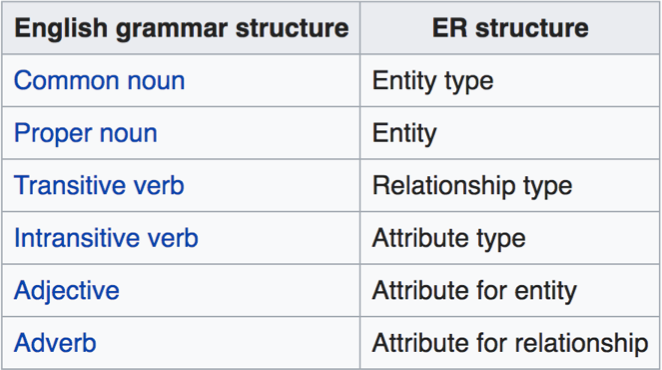 English grammar structure ER structure
Common noun Entity type
Proper noun Entity
Transitive verb Relationship type
Intransitive verb Attribute type
Adjective Attribute for entity
Adverb Attribute for relationship